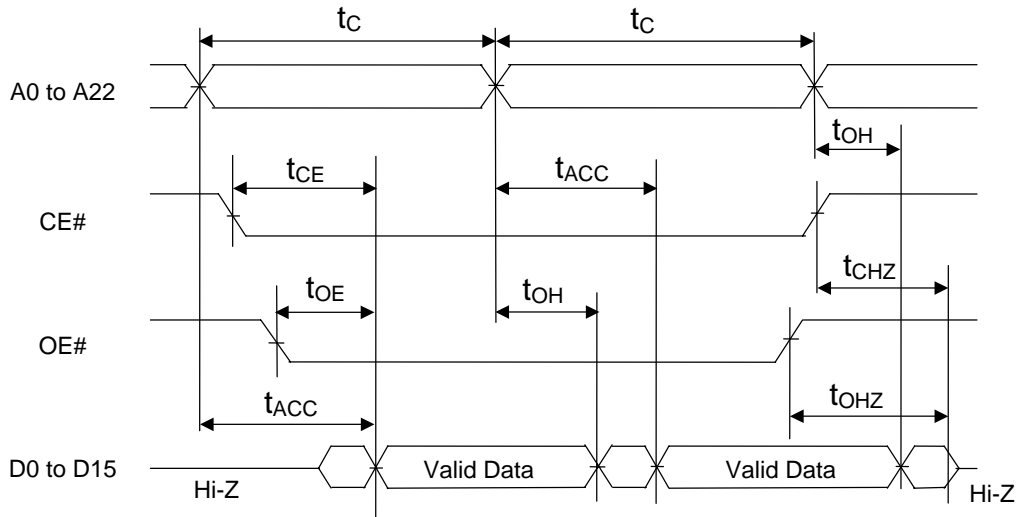 tC
tC
A0 to A22
tOH
tCE
tACC
CE#
tCHZ
tOE
tOH
OE#
tACC
tOHZ
D0 to D15
Valid Data
Valid Data
Hi-Z
Hi-Z